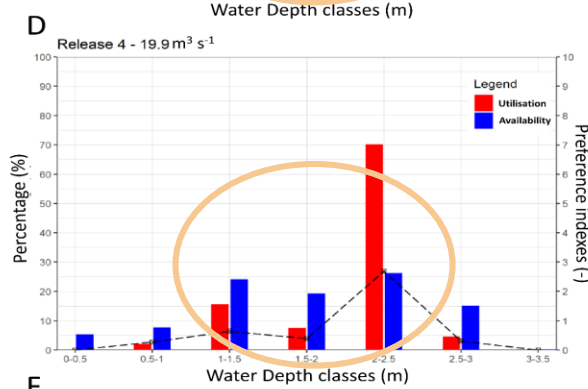 Water Depth classes (m)
D
Release 4 - 19.9 m³ s⁻¹
100
90
80
70
60
50
40
30
20
10
0
Percentage (%)
10
9
8
7
6
5
4
3
2
1
0
Preference indexes (-)
Legend
Utilisation
Availability
0-0.5 0.5-1 1-1.5 1.5-2 2-2.5 2.5-3 3-3.5
Water Depth classes (m)